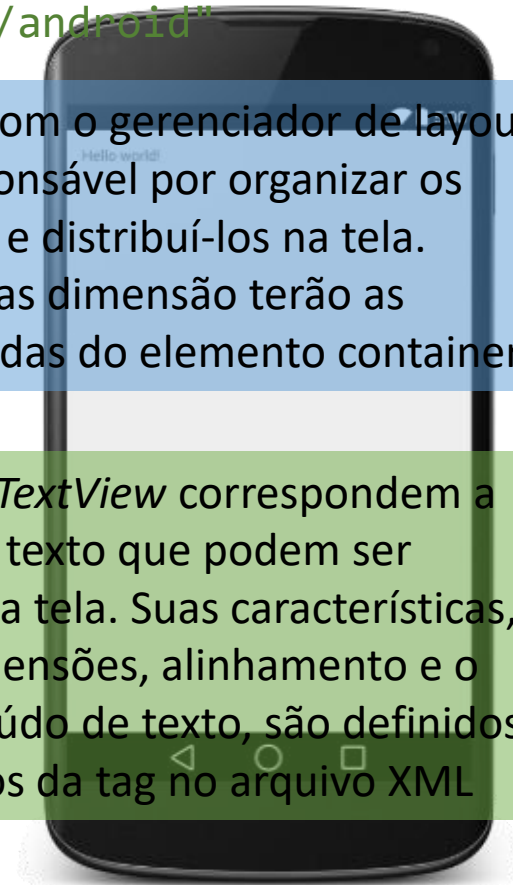 /android"
om o gerenciador de layou
Hello world!
onsável por organizar os
e distribuí-los na tela.
as dimensão terão as
das do elemento container
TextView correspondem a
texto que podem ser
a tela. Suas características,
ensões, alinhamento e o
údo de texto, são definidos
os da tag no arquivo XML